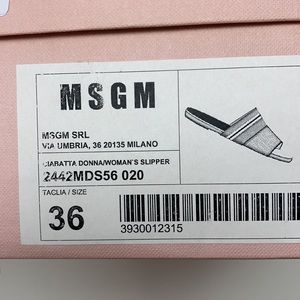 MSGM
MSGM SRL
VIA UMBRIA, 36 20135 MILANO
CIABATTA DONNA/WOMAN'S SLIPPER
2442MDS56 020
TAGLIA / SIZE
36
3930012315